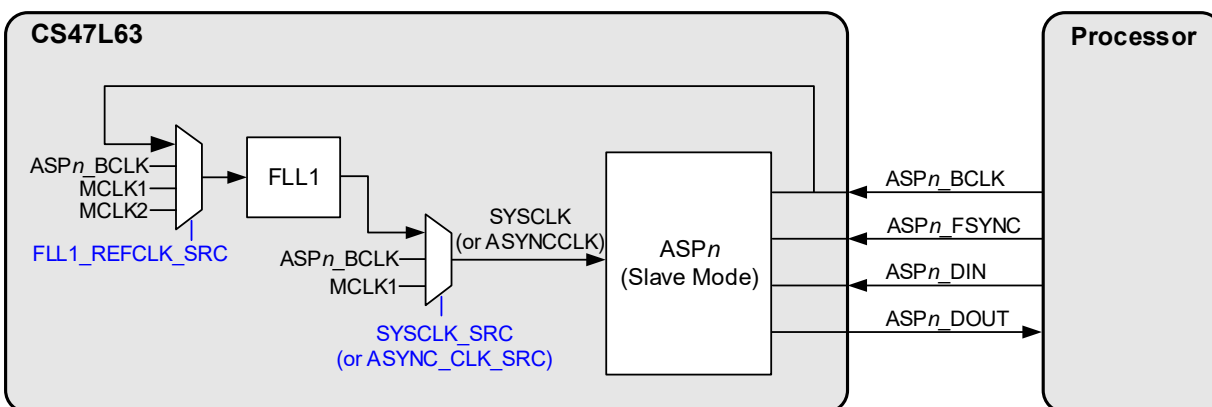 CS47L63
Processor
ASPn_BCLK
MCLK1
MCLK2
FLL1_REFCLK_SRC
FLL1
ASPn_BCLK
MCLK1
SYSCLK
(or ASYNCCLK)
SYSCLK_SRC
(or ASYNC_CLK_SRC)
ASPn
(Slave Mode)
ASPn_BCLK
ASPn_FSYNC
ASPn_DIN
ASPn_DOUT